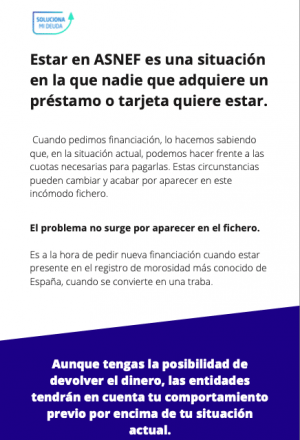 SOLUCIONA
MI DEUDA
Estar en ASNEF es una situación
en la que nadie que adquiere un
préstamo o tarjeta quiere estar.
Cuando pedimos financiación, lo hacemos sabiendo
que, en la situación actual, podemos hacer frente a las
cuotas necesarias para pagarlas. Estas circunstancias
pueden cambiar y acabar por aparecer en este
incómodo fichero.
El problema no surge por aparecer en el fichero.
Es a la hora de pedir nueva financiación cuando estar
presente en el registro de morosidad más conocido de
España, cuando se convierte en una traba.
Aunque tengas la posibilidad de
devolver el dinero, las entidades
tendrán en cuenta tu comportamiento
previo por encima de tu situación
actual.